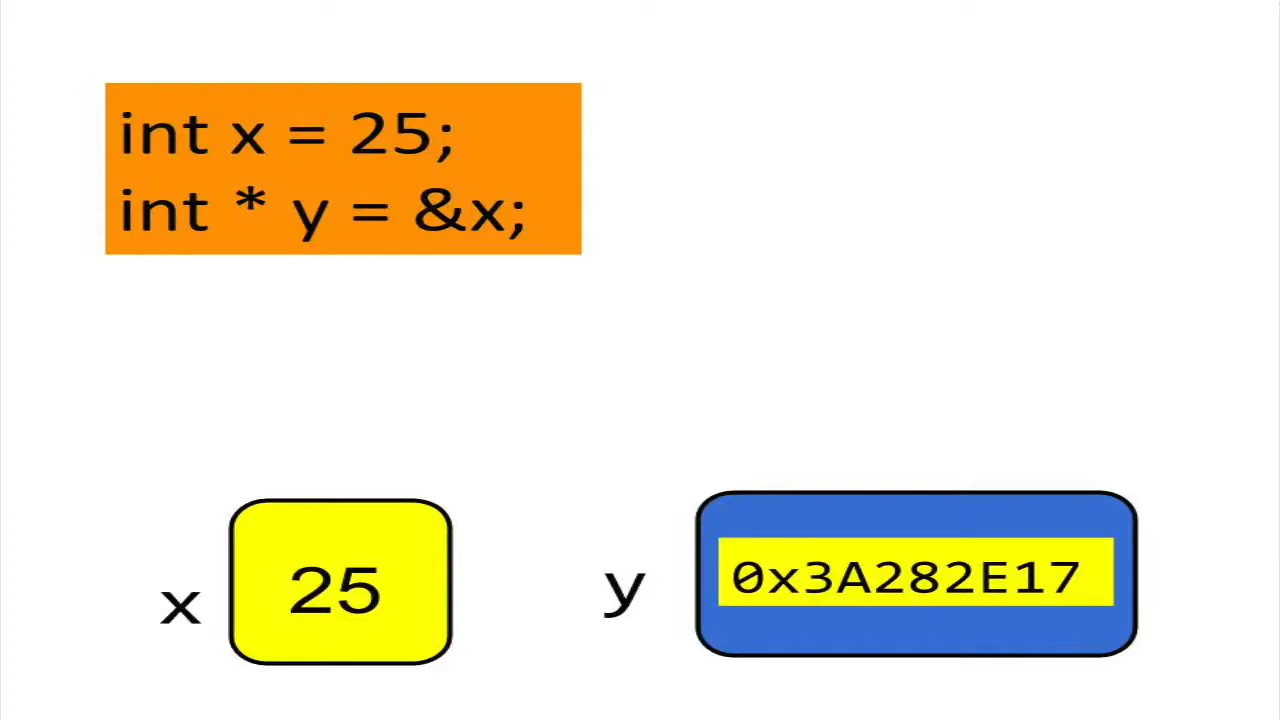 int x = 25;
int * y = &x;
x
25
y
0x3A282E17